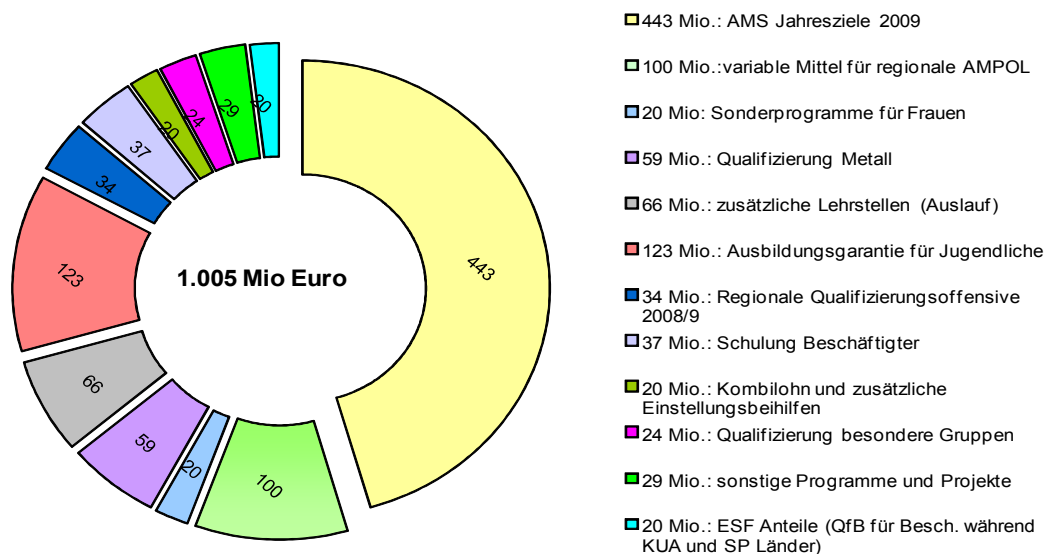 443 Mio.: AMS Jahresziele 2009
100 Mio.:variable Mittel für regionale AMPOL
20 Mio: Sonderprogramme für Frauen
59 Mio.: Qualifizierung Metall
66 Mio.: zusätzliche Lehrstellen (Auslauf)
123 Mio.: Ausbildungsgarantie für Jugendliche
34 Mio.: Regionale Qualifizierungsoffensive
2008/9
37 Mio.: Schulung Beschäftigter
20 Mio.: Kombilohn und zusätzliche
Einstellungsbeihilfen
24 Mio.: Qualifizierung besondere Gruppen
29 Mio.: sonstige Programme und Projekte
20 Mio.: ESF Anteile (QfB für Besch. während
KUA und SP Länder)
1.005 Mio Euro
443
100
20
59
66
123
34
37
20
24
29
20